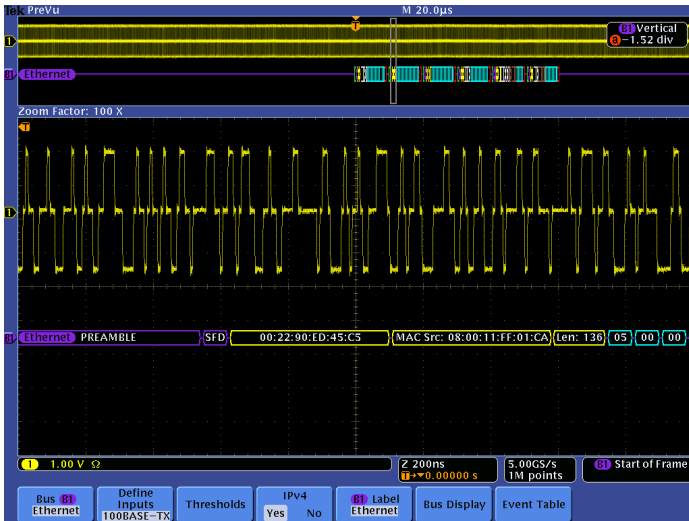 Tek PreVu
M 20.0µs
B1 Vertical
a −1.52 div
T
1
B1 Ethernet
Zoom Factor: 100 X
T
1
B1 Ethernet PREAMBLE SFD 00:22:90:ED:45:C5 MAC Src: 08:00:11:FF:01:CA Len: 136 05 00 00
1 1.00 V Ω
Z 200ns
T→▼0.00000 s
5.00GS/s
1M points
B1 Start of Frame
Bus B1
Ethernet
Define
Inputs
100BASE−TX
Thresholds
IPv4
Yes No
B1 Label
Ethernet
Bus Display
Event Table